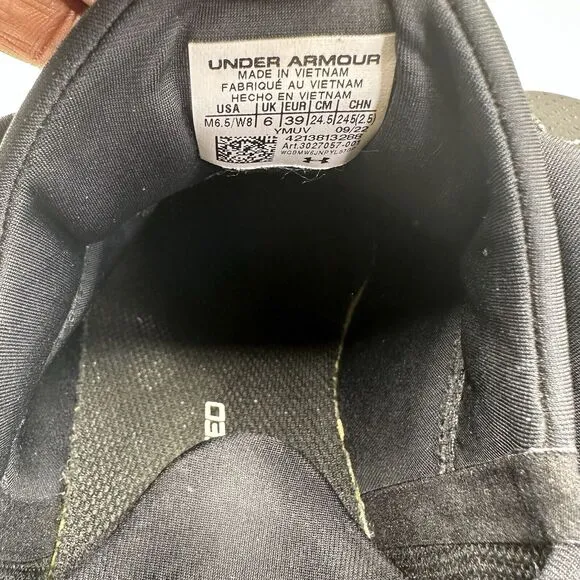 UNDER ARMOUR
MADE IN VIETNAM
FABRIQUÉ AU VIETNAM
HECHO EN VIETNAM
USA UK EUR CM CHN
M6.5/W8 6 39 24.5 245(2.5)
YMUV 09/22
4213813288
Art.3027057-001